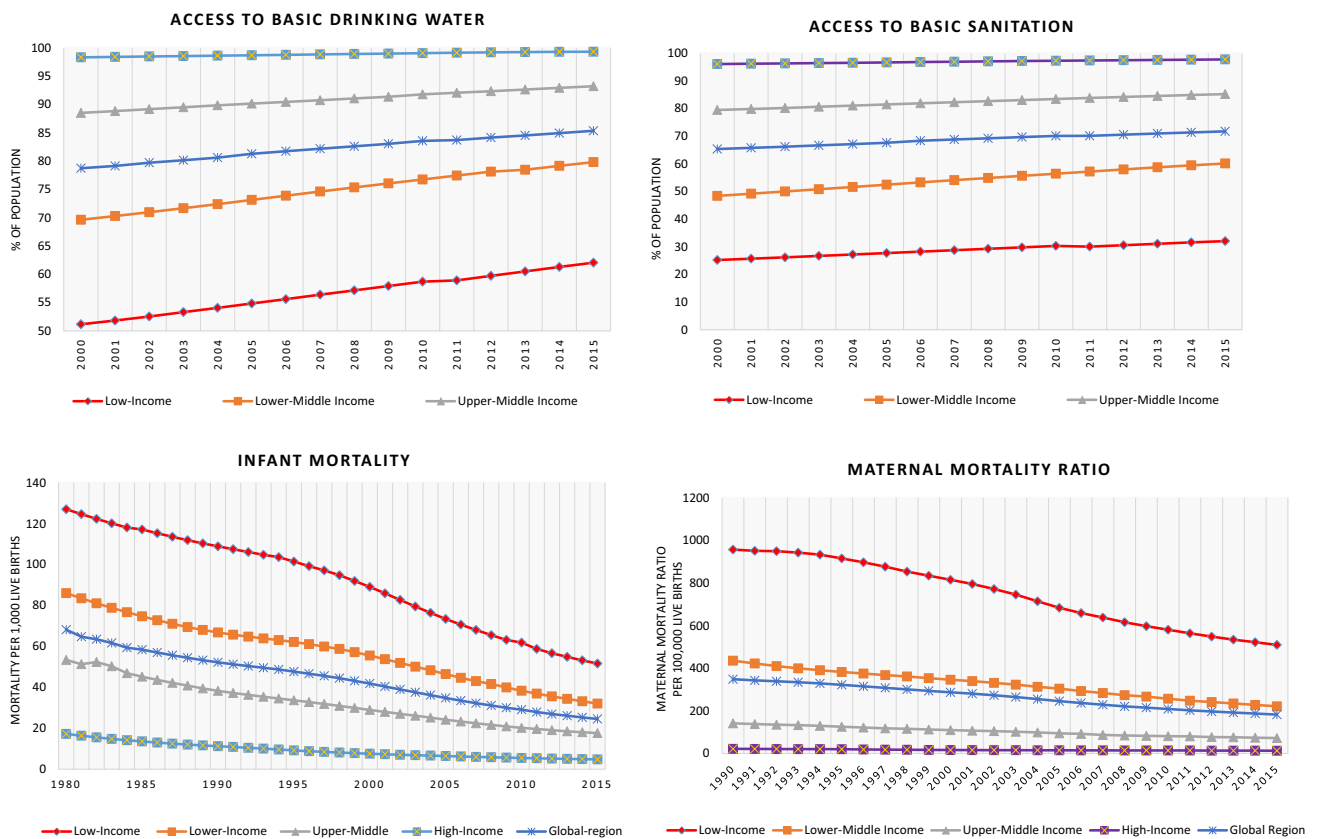 ACCESS TO BASIC DRINKING WATER
% OF POPULATION
100
95
90
85
80
75
70
65
60
55
50
2000 2001 2002 2003 2004 2005 2006 2007 2008 2009 2010 2011 2012 2013 2014 2015
Low-Income Lower-Middle Income Upper-Middle Income
ACCESS TO BASIC SANITATION
% OF POPULATION
100
90
80
70
60
50
40
30
20
10
0
2000 2001 2002 2003 2004 2005 2006 2007 2008 2009 2010 2011 2012 2013 2014 2015
Low-Income Lower-Middle Income Upper-Middle Income
INFANT MORTALITY
MORTALITY PER 1,000 LIVE BIRTHS
140
120
100
80
60
40
20
0
1980 1985 1990 1995 2000 2005 2010 2015
Low-Income Lower-Income Upper-Middle High-Income Global-region
MATERNAL MORTALITY RATIO
MATERNAL MORTALITY RATIO
PER 100,000 LIVE BIRTHS
1200
1000
800
600
400
200
0
1990 1991 1992 1993 1994 1995 1996 1997 1998 1999 2000 2001 2002 2003 2004 2005 2006 2007 2008 2009 2010 2011 2012 2013 2014 2015
Low-Income Lower-Middle Income Upper-Middle Income High-Income Global Region